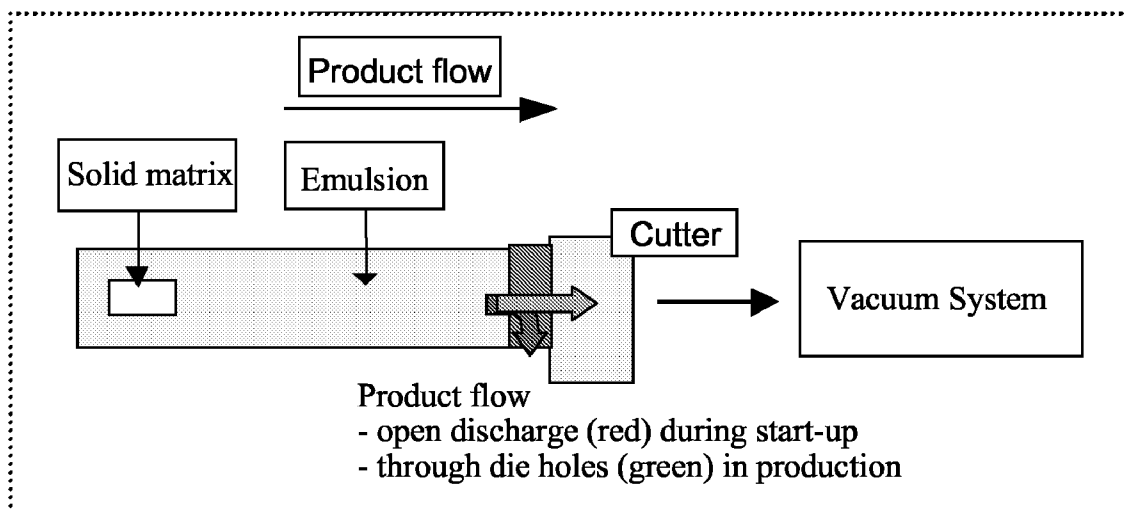 Product flow
Solid matrix
Emulsion
Cutter
Vacuum System
Product flow
- open discharge (red) during start-up
- through die holes (green) in production